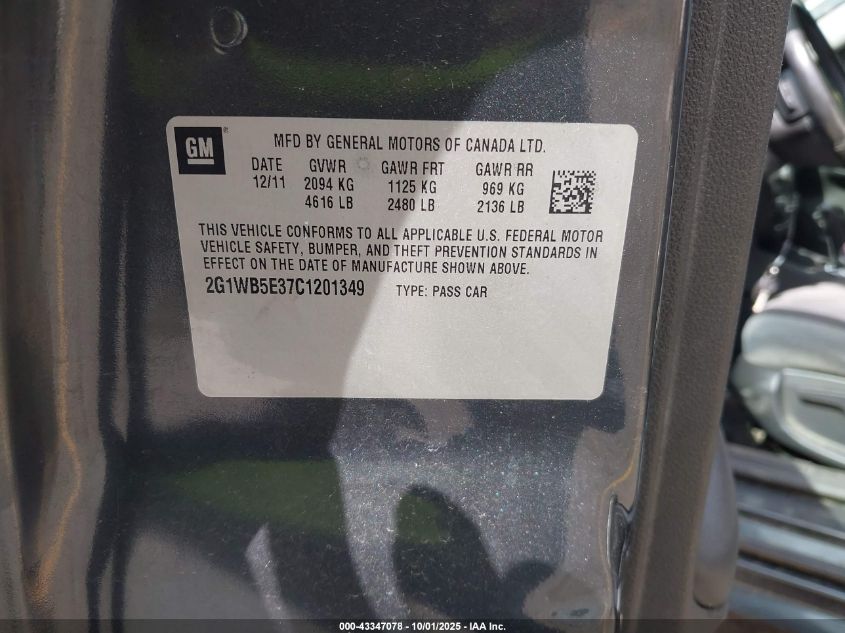 GM
MFD BY GENERAL MOTORS OF CANADA LTD.
DATE GVWR GAWR FRT GAWR RR
12/11 2094 KG 1125 KG 969 KG
4616 LB 2480 LB 2136 LB
THIS VEHICLE CONFORMS TO ALL APPLICABLE U.S. FEDERAL MOTOR
VEHICLE SAFETY, BUMPER, AND THEFT PREVENTION STANDARDS IN
EFFECT ON THE DATE OF MANUFACTURE SHOWN ABOVE.
2G1WB5E37C1201349 TYPE: PASS CAR
000-43347078 - 10/01/2025 - IAA Inc.